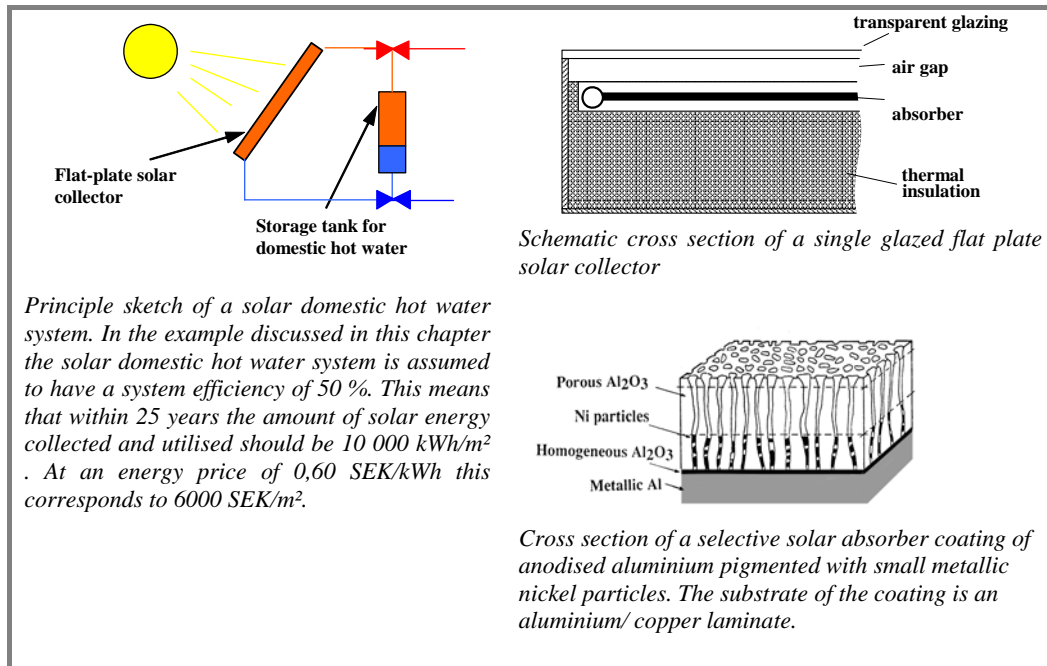 Flat-plate solar
collector
Storage tank for
domestic hot water
Principle sketch of a solar domestic hot water
system. In the example discussed in this chapter
the solar domestic hot water system is assumed
to have a system efficiency of 50 %. This means
that within 25 years the amount of solar energy
collected and utilised should be 10 000 kWh/m²
. At an energy price of 0,60 SEK/kWh this
corresponds to 6000 SEK/m².
transparent glazing
air gap
absorber
thermal
insulation
Schematic cross section of a single glazed flat plate
solar collector
Porous Al₂O₃
Ni particles
Homogeneous Al₂O₃
Metallic Al
Cross section of a selective solar absorber coating of
anodised aluminium pigmented with small metallic
nickel particles. The substrate of the coating is an
aluminium/ copper laminate.